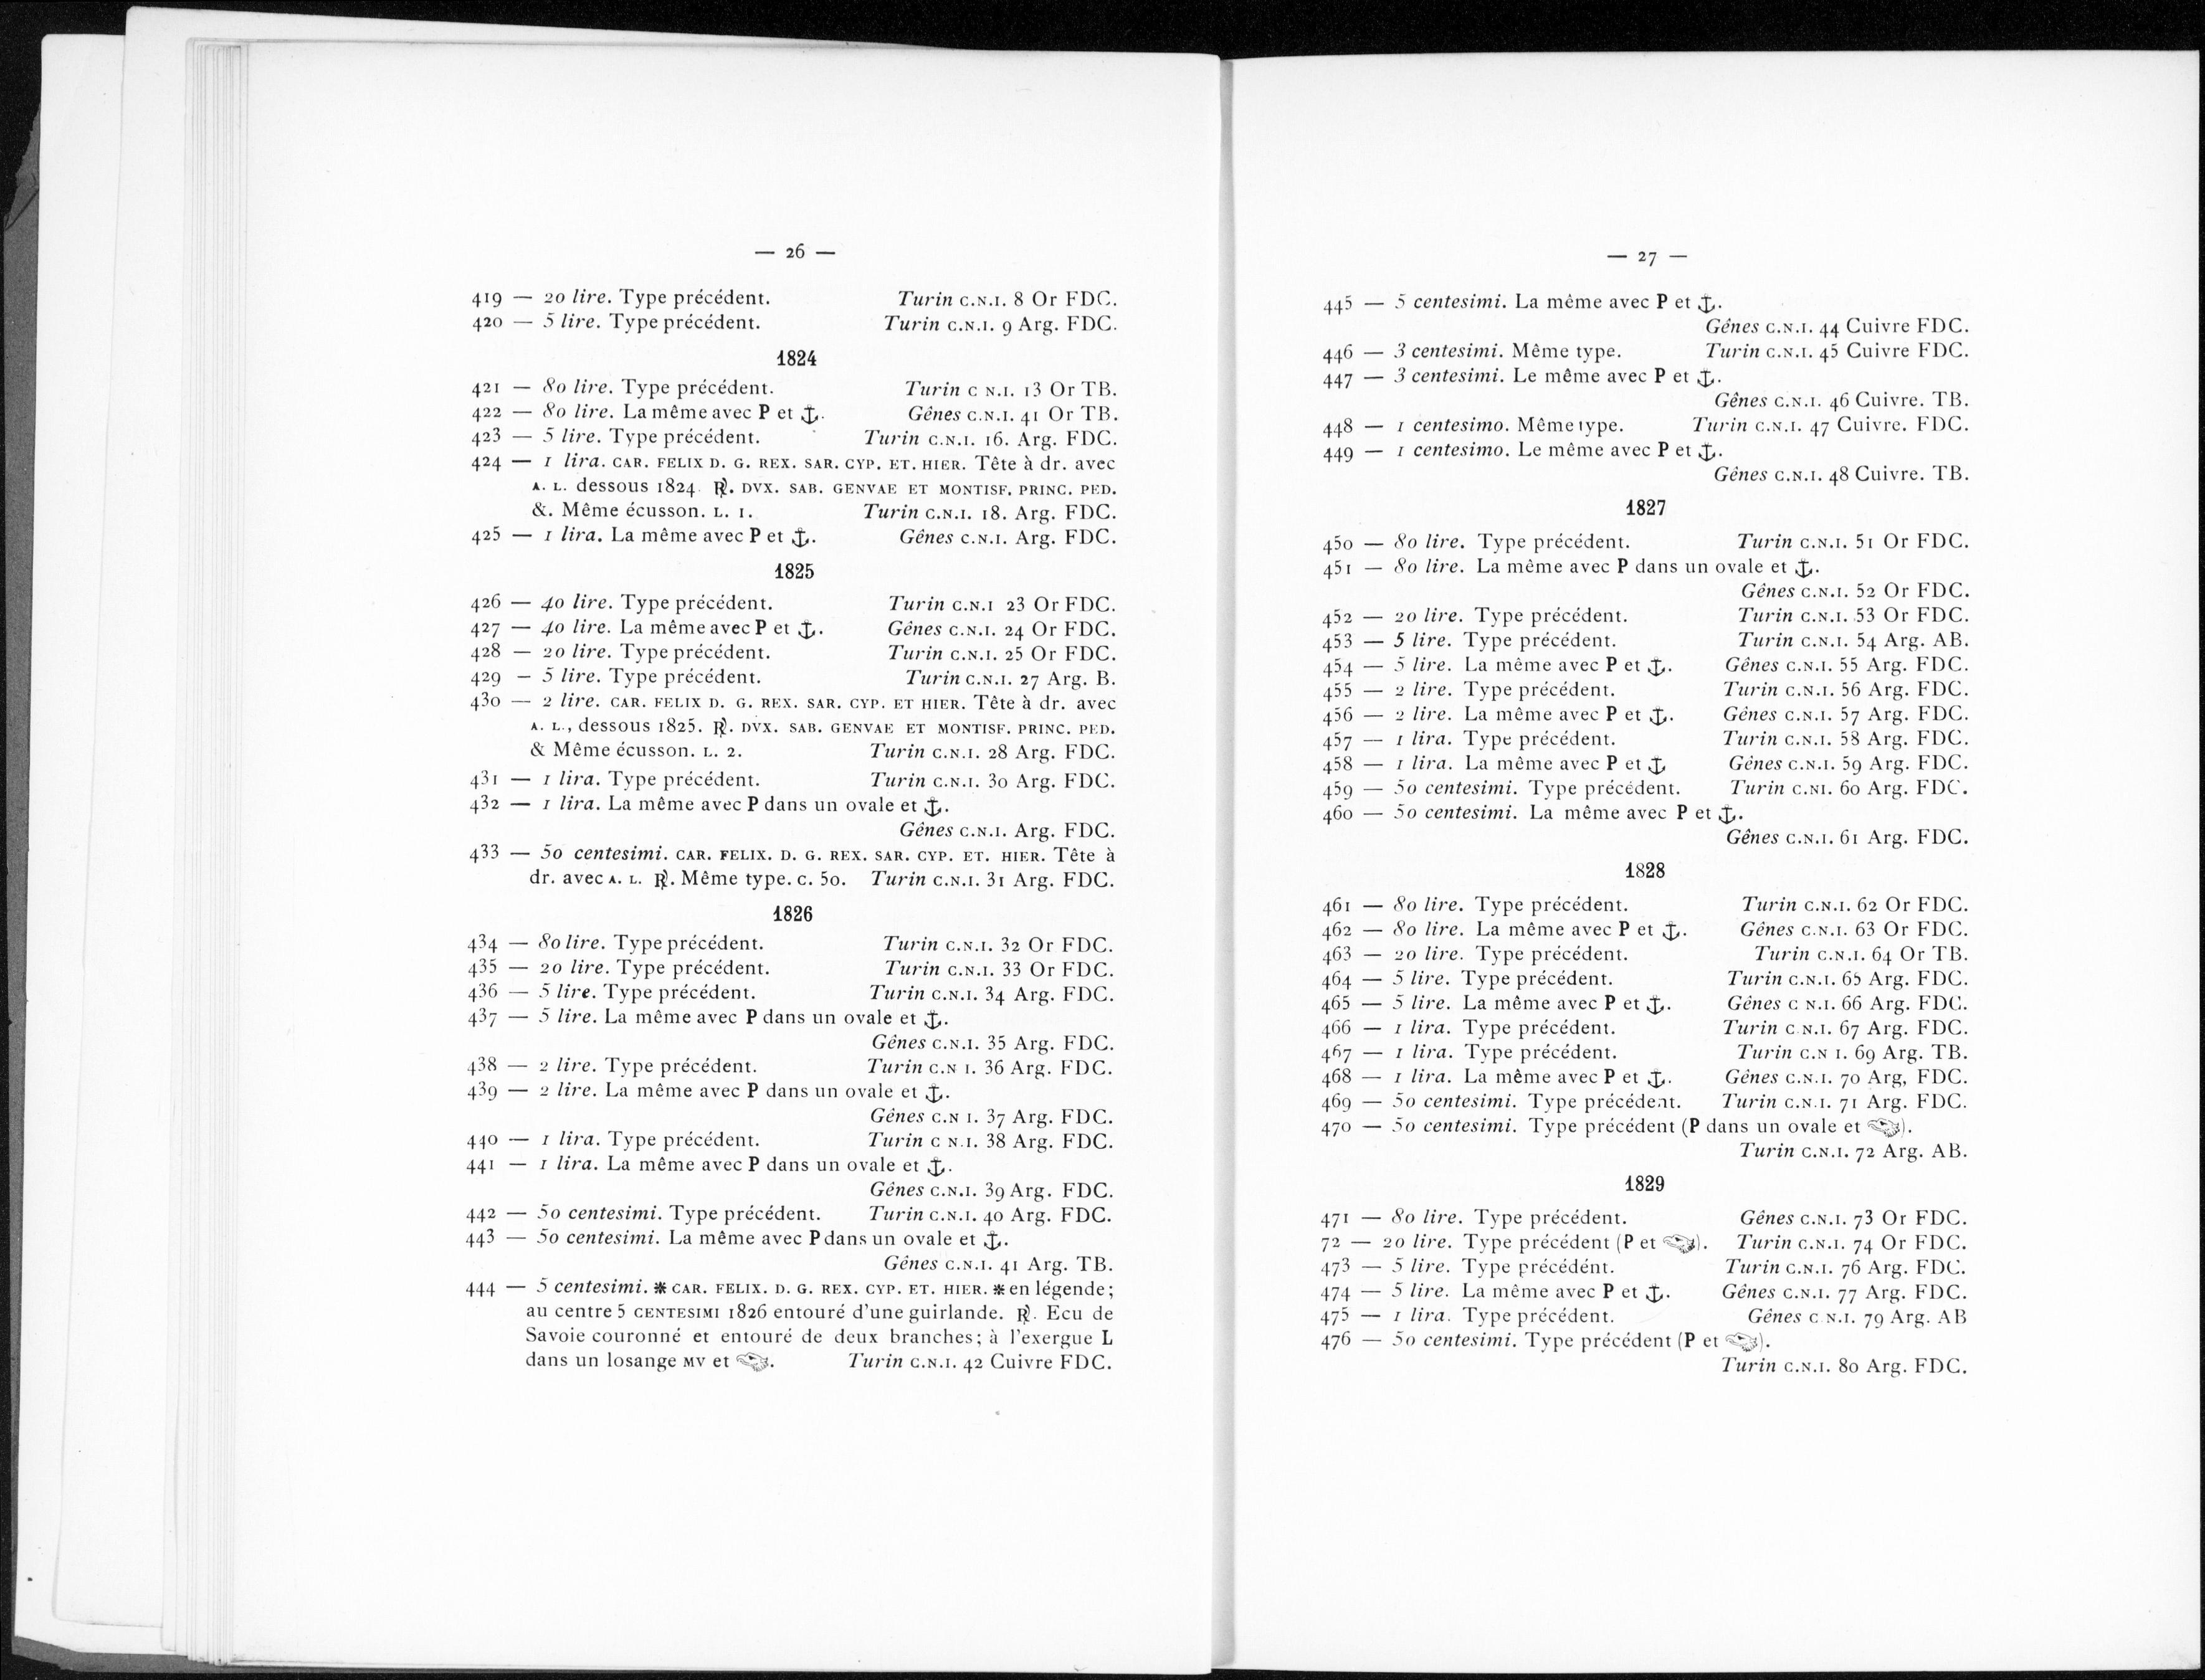 — 26 —
419 — 20 lire. Type précédent. Turin C.N.I. 8 Or FDC.
420 — 5 lire. Type précédent. Turin C.N.I. 9 Arg. FDC.
1824
421 — 80 lire. Type précédent. Turin C N.I. 13 Or TB.
422 — 80 lire. La même avec P et ⚓. Gênes C.N.I. 41 Or TB.
423 — 5 lire. Type précédent. Turin C.N.I. 16. Arg. FDC.
424 — 1 lira. CAR. FELIX D. G. REX. SAR. CYP. ET. HIER. Tête à dr. avec
A. L. dessous 1824. ℟. DVX. SAB. GENVAE ET MONTISF. PRINC. PED.
&. Même écusson. L. I. Turin C.N.I. 18. Arg. FDC.
425 — 1 lira. La même avec P et ⚓. Gênes C.N.I. Arg. FDC.
1825
426 — 40 lire. Type précédent. Turin C.N.I 23 Or FDC.
427 — 40 lire. La même avec P et ⚓. Gênes C.N.I. 24 Or FDC.
428 — 20 lire. Type précédent. Turin C.N.I. 25 Or FDC.
429 — 5 lire. Type précédent. Turin C.N.I. 27 Arg. B.
430 — 2 lire. CAR. FELIX D. G. REX. SAR. CYP. ET HIER. Tête à dr. avec
A. L., dessous 1825. ℟. DVX. SAB. GENVAE ET MONTISF. PRINC. PED.
& Même écusson. L. 2. Turin C.N.I. 28 Arg. FDC.
431 — 1 lira. Type précédent. Turin C.N.I. 30 Arg. FDC.
432 — 1 lira. La même avec P dans un ovale et ⚓.
Gênes C.N.I. Arg. FDC.
433 — 50 centesimi. CAR. FELIX. D. G. REX. SAR. CYP. ET. HIER. Tête à
dr. avec A. L. ℟. Même type. c. 50. Turin C.N.I. 31 Arg. FDC.
1826
434 — 80 lire. Type précédent. Turin C.N.I. 32 Or FDC.
435 — 20 lire. Type précédent. Turin C.N.I. 33 Or FDC.
436 — 5 lire. Type précédent. Turin C.N.I. 34 Arg. FDC.
437 — 5 lire. La même avec P dans un ovale et ⚓.
Gênes C.N.I. 35 Arg. FDC.
438 — 2 lire. Type précédent. Turin C.N I. 36 Arg. FDC.
439 — 2 lire. La même avec P dans un ovale et ⚓.
Gênes C.N I. 37 Arg. FDC.
440 — 1 lira. Type précédent. Turin C N.I. 38 Arg. FDC.
441 — 1 lira. La même avec P dans un ovale et ⚓.
Gênes C.N.I. 39 Arg. FDC.
442 — 50 centesimi. Type précédent. Turin C.N.I. 40 Arg. FDC.
443 — 50 centesimi. La même avec P dans un ovale et ⚓.
Gênes C.N.I. 41 Arg. TB.
444 — 5 centesimi. ✻ CAR. FELIX. D. G. REX. CYP. ET. HIER. ✻ en légende;
au centre 5 CENTESIMI 1826 entouré d'une guirlande. ℟. Ecu de
Savoie couronné et entouré de deux branches; à l'exergue L
dans un losange MV et . Turin C.N.I. 42 Cuivre FDC.
— 27 —
445 — 5 centesimi. La même avec P et ⚓.
Gênes C.N.I. 44 Cuivre FDC.
446 — 3 centesimi. Même type. Turin C.N.I. 45 Cuivre FDC.
447 — 3 centesimi. Le même avec P et ⚓.
Gênes C.N.I. 46 Cuivre. TB.
448 — 1 centesimo. Même type. Turin C.N.I. 47 Cuivre. FDC.
449 — 1 centesimo. Le même avec P et ⚓.
Gênes C.N.I. 48 Cuivre. TB.
1827
450 — 80 lire. Type précédent. Turin C.N.I. 51 Or FDC.
451 — 80 lire. La même avec P dans un ovale et ⚓.
Gênes C.N.I. 52 Or FDC.
452 — 20 lire. Type précédent. Turin C.N.I. 53 Or FDC.
453 — 5 lire. Type précédent. Turin C.N.I. 54 Arg. AB.
454 — 5 lire. La même avec P et ⚓. Gênes C.N.I. 55 Arg. FDC.
455 — 2 lire. Type précédent. Turin C.N.I. 56 Arg. FDC.
456 — 2 lire. La même avec P et ⚓. Gênes C.N.I. 57 Arg. FDC.
457 — 1 lira. Type précédent. Turin C.N.I. 58 Arg. FDC.
458 — 1 lira. La même avec P et ⚓ Gênes C.N.I. 59 Arg. FDC.
459 — 50 centesimi. Type précédent. Turin C.NI. 60 Arg. FDC.
460 — 50 centesimi. La même avec P et ⚓.
Gênes C.N.I. 61 Arg. FDC.
1828
461 — 80 lire. Type précédent. Turin C.N.I. 62 Or FDC.
462 — 80 lire. La même avec P et ⚓. Gênes C.N.I. 63 Or FDC.
463 — 20 lire. Type précédent. Turin C.N.I. 64 Or TB.
464 — 5 lire. Type précédent. Turin C.N.I. 65 Arg. FDC.
465 — 5 lire. La même avec P et ⚓. Gênes C N.I. 66 Arg. FDC.
466 — 1 lira. Type précédent. Turin C.N.I. 67 Arg. FDC.
467 — 1 lira. Type précédent. Turin C.N I. 69 Arg. TB.
468 — 1 lira. La même avec P et ⚓. Gênes C.N.I. 70 Arg, FDC.
469 — 50 centesimi. Type précédent. Turin C.N.I. 71 Arg. FDC.
470 — 50 centesimi. Type précédent (P dans un ovale et ).
Turin C.N.I. 72 Arg. AB.
1829
471 — 80 lire. Type précédent. Gênes C.N.I. 73 Or FDC.
72 — 20 lire. Type précédent (P et ). Turin C.N.I. 74 Or FDC.
473 — 5 lire. Type précédént. Turin C.N.I. 76 Arg. FDC.
474 — 5 lire. La même avec P et ⚓. Gênes C.N.I. 77 Arg. FDC.
475 — 1 lira. Type précédent. Gênes C N.I. 79 Arg. AB
476 — 50 centesimi. Type précédent (P et ).
Turin C.N.I. 80 Arg. FDC.